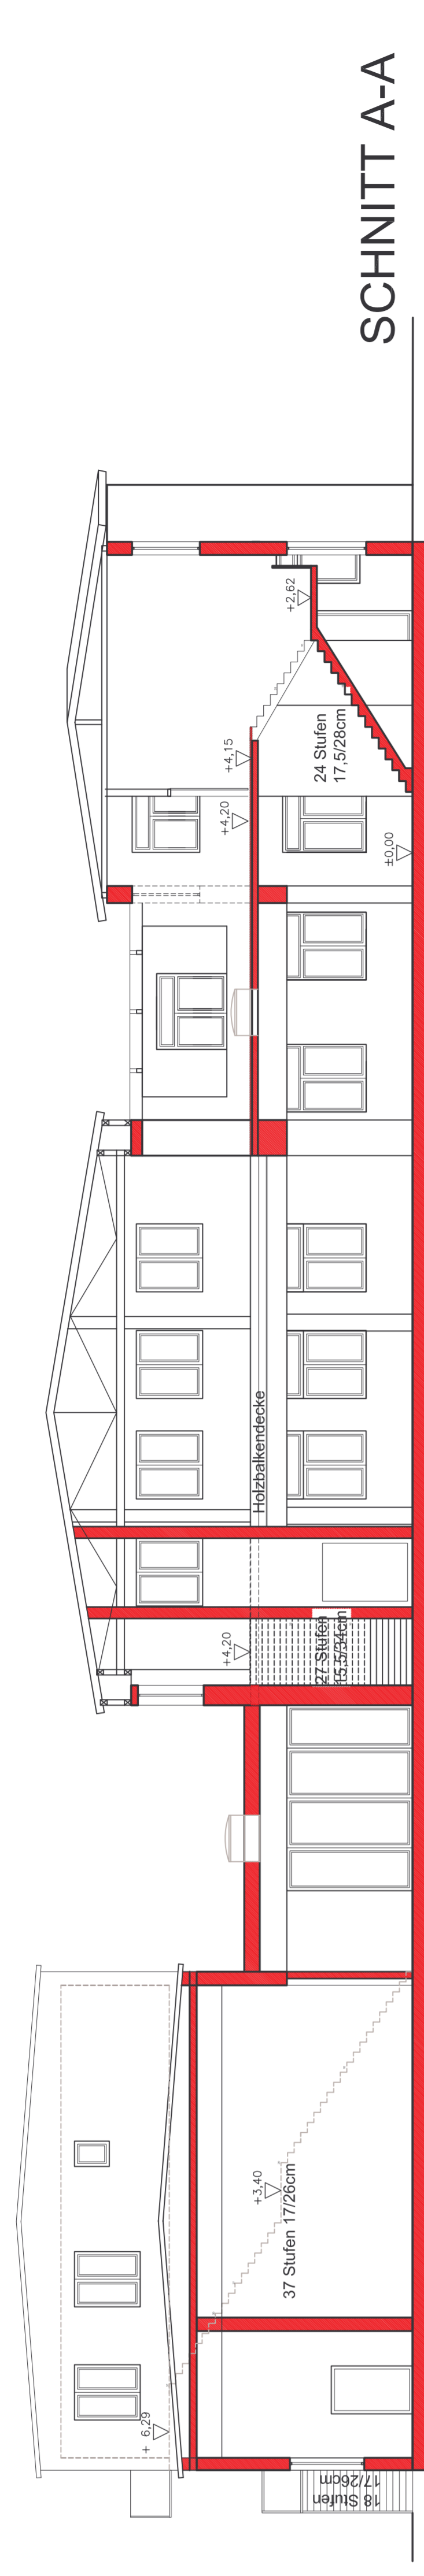 SCHNITT A-A
+2,62
24 Stufen
17,5/28cm
+4,15
+4,20
±0,00
Holzbalkendecke
+4,20
27 Stufen
15,5/34cm
+3,40
37 Stufen 17/26cm
+ 6,29
18 Stufen
17/26cm